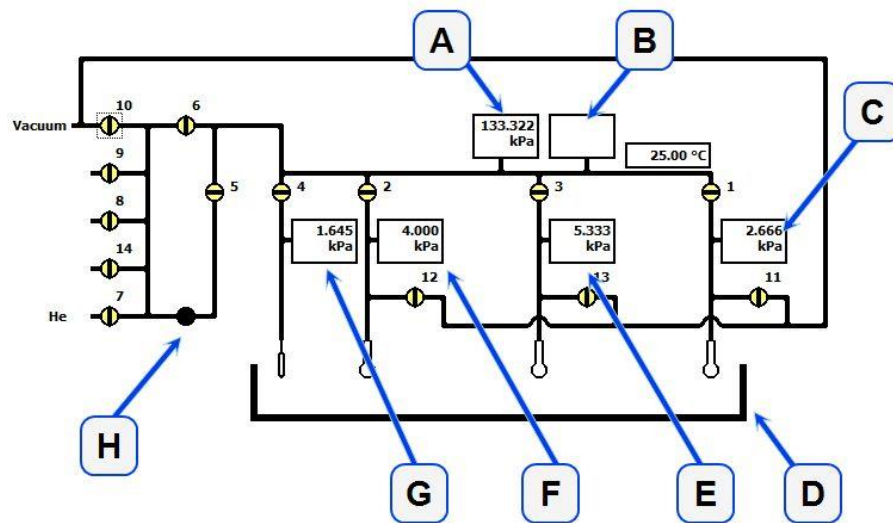 A
B
C
10
6
133.322
kPa
Vacuum
25.00 °C
9
5
4
2
3
1
8
1.645
kPa
4.000
kPa
5.333
kPa
2.666
kPa
14
12
13
11
7
He
H
G
F
E
D